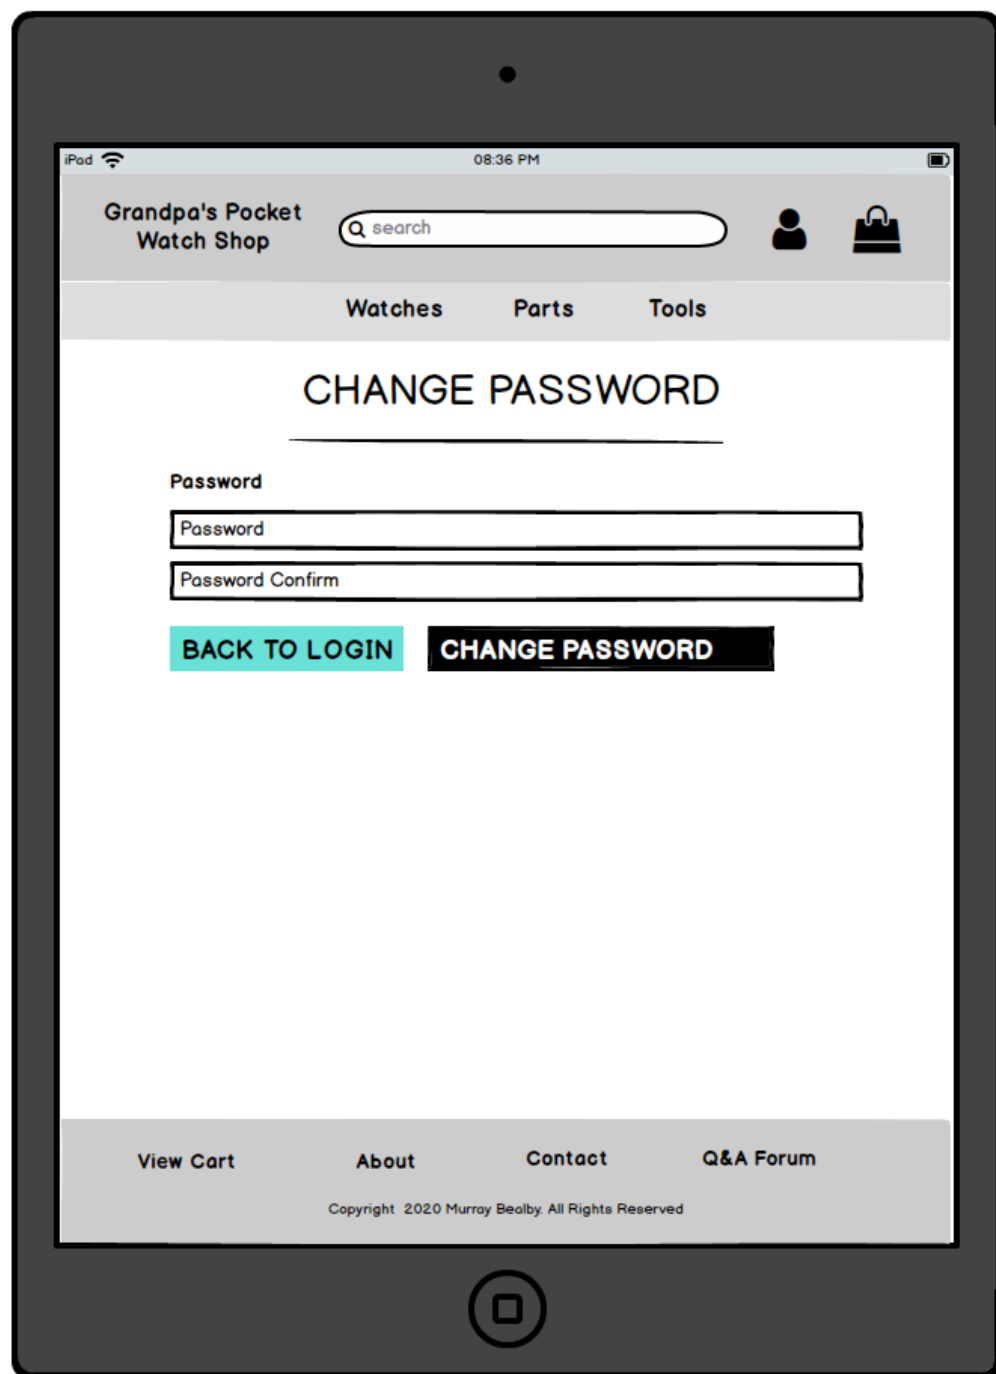 iPad 08:36 PM
Grandpa's Pocket
Watch Shop
search
Watches Parts Tools
CHANGE PASSWORD
Password
Password
Password Confirm
BACK TO LOGIN CHANGE PASSWORD
View Cart About Contact Q&A Forum
Copyright 2020 Murray Bealby. All Rights Reserved